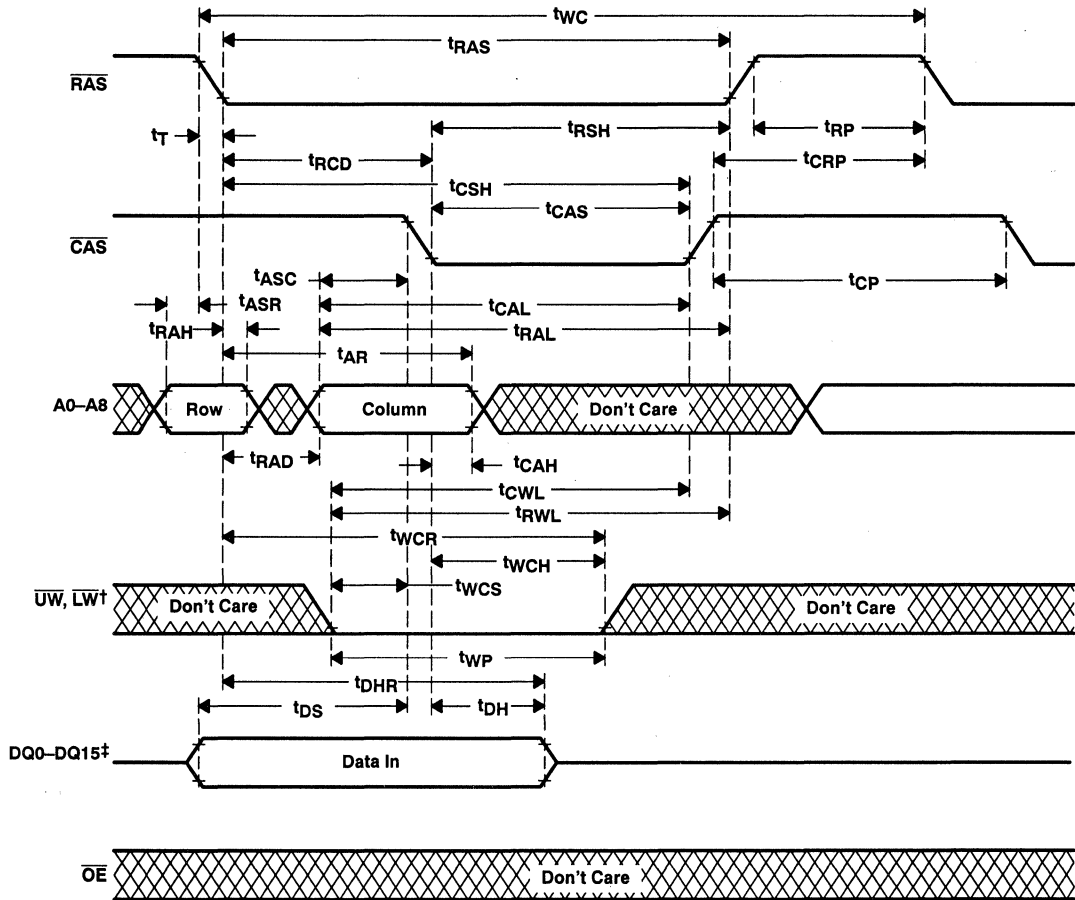 tWC
tRAS
RAS
tT
tRSH
tRP
tRCD
tCRP
tCSH
tCAS
CAS
tASC
tCP
tASR
tCAL
tRAH
tRAL
tAR
A0–A8
Row
Column
Don't Care
tRAD
tCAH
tCWL
tRWL
tWCR
tWCH
tWCS
UW, LW†
Don't Care
Don't Care
tWP
tDHR
tDS
tDH
DQ0–DQ15‡
Data In
OE
Don't Care